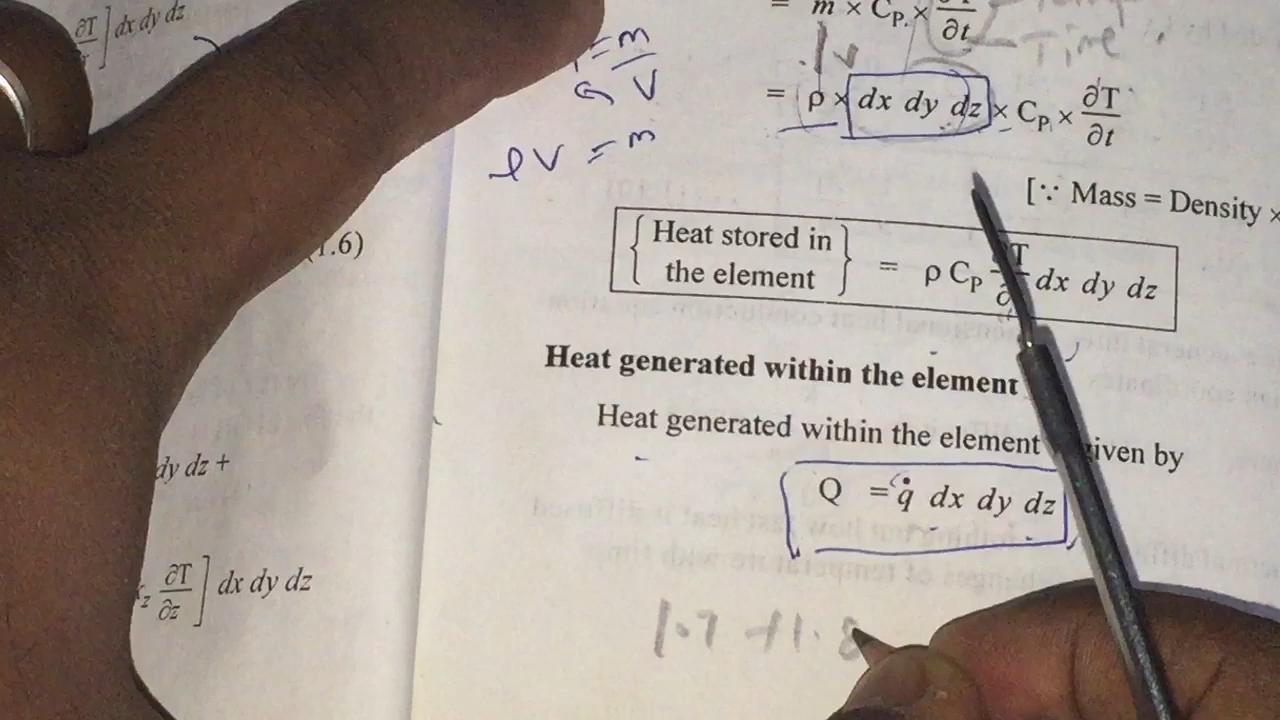 ∂T ] dx dy dz
(1.6)
dy dz +
∂T/∂z ] dx dy dz
= m × C_P × ∂T/∂t
Time
= m/V
V
= ρ × dx dy dz × C_P × ∂T/∂t
ρV = m
[∵ Mass = Density ×
{ Heat stored in the element } = ρ C_P ∂T/∂t dx dy dz
Heat generated within the element
Heat generated within the element given by
Q = q̇ dx dy dz
1.7 + 1.8